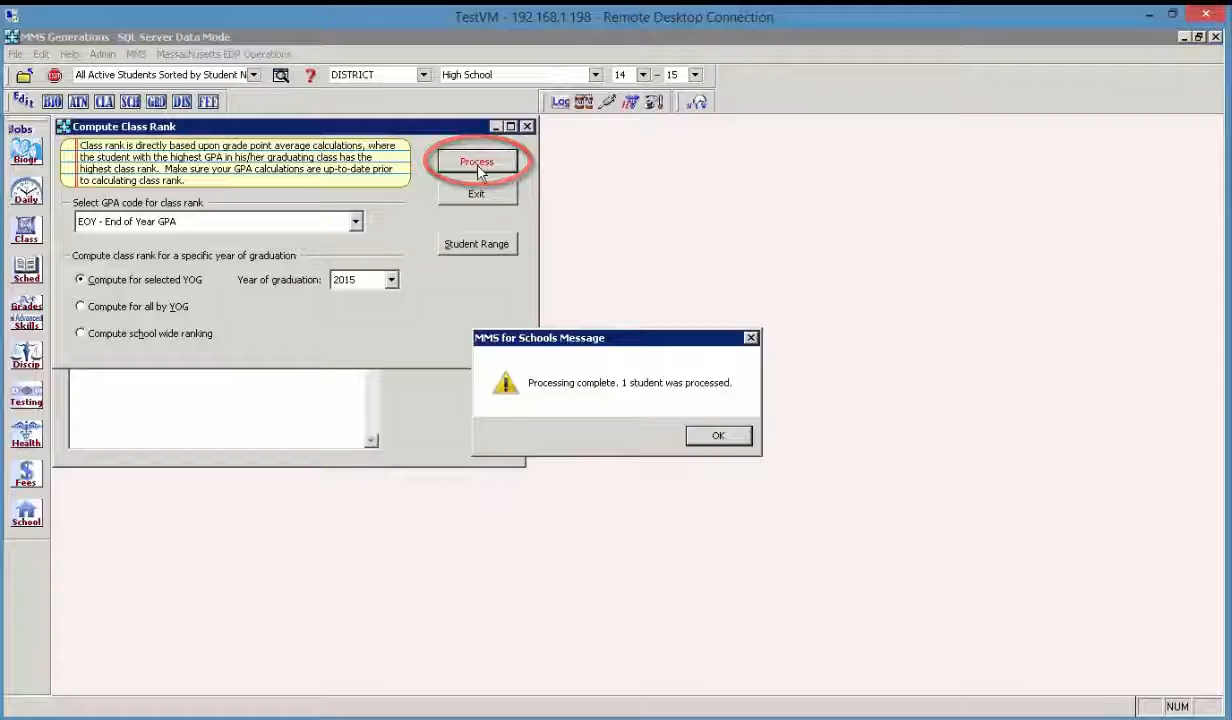 TestVM - 192.168.1.198 - Remote Desktop Connection
MMS Generations - SQL Server Data Mode
File Edit Help Admin MMS Massachusetts EDR Operations
All Active Students Sorted by Student N
? DISTRICT
High School
14 - 15
Edit BIO ATN CLA SCH GRD DIS FEE
Log
Jobs
Compute Class Rank
Class rank is directly based upon grade point average calculations, where
the student with the highest GPA in his/her graduating class has the
highest class rank. Make sure your GPA calculations are up-to-date prior
to calculating class rank.
Process
Exit
Student Range
Select GPA code for class rank
EOY - End of Year GPA
Compute class rank for a specific year of graduation
Compute for selected YOG
Year of graduation: 2015
Compute for all by YOG
Compute school wide ranking
MMS for Schools Message
Processing complete. 1 student was processed.
OK
Biogr
Daily
Class
Sched
Grades
Advanced
Skills
Discip
Testing
Health
Fees
School
NUM